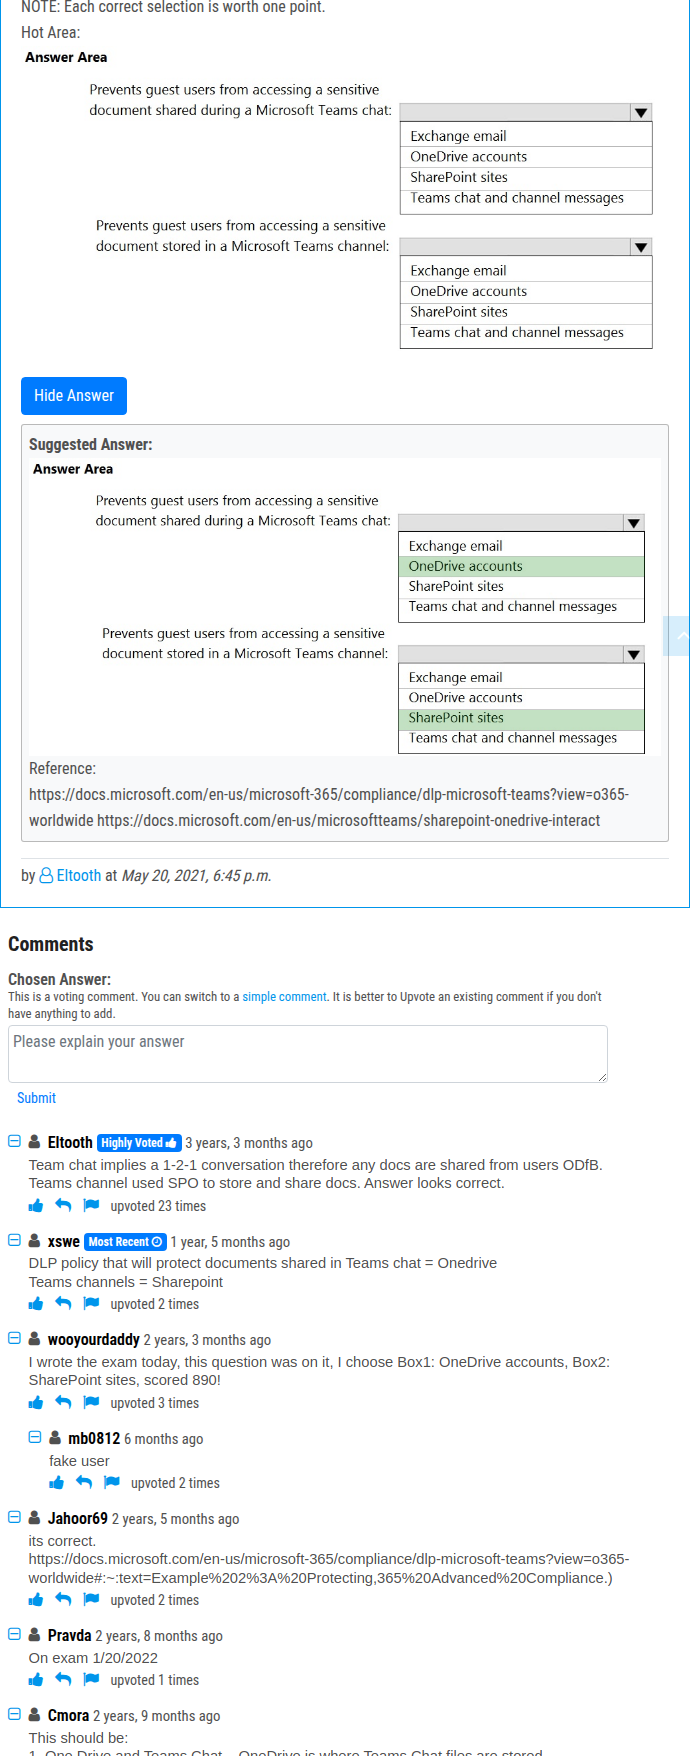 NOTE: Each correct selection is worth one point.
Hot Area:
Answer Area
Prevents guest users from accessing a sensitive
document shared during a Microsoft Teams chat:
Exchange email
OneDrive accounts
SharePoint sites
Teams chat and channel messages
Prevents guest users from accessing a sensitive
document stored in a Microsoft Teams channel:
Exchange email
OneDrive accounts
SharePoint sites
Teams chat and channel messages
Hide Answer
Suggested Answer:
Answer Area
Prevents guest users from accessing a sensitive
document shared during a Microsoft Teams chat:
Exchange email
OneDrive accounts
SharePoint sites
Teams chat and channel messages
Prevents guest users from accessing a sensitive
document stored in a Microsoft Teams channel:
Exchange email
OneDrive accounts
SharePoint sites
Teams chat and channel messages
Reference:
https://docs.microsoft.com/en-us/microsoft-365/compliance/dlp-microsoft-teams?view=o365-
worldwide https://docs.microsoft.com/en-us/microsoftteams/sharepoint-onedrive-interact
by Eltooth at May 20, 2021, 6:45 p.m.
Comments
Chosen Answer:
This is a voting comment. You can switch to a simple comment. It is better to Upvote an existing comment if you don't
have anything to add.
Please explain your answer
Submit
Eltooth Highly Voted 3 years, 3 months ago
Team chat implies a 1-2-1 conversation therefore any docs are shared from users ODfB.
Teams channel used SPO to store and share docs. Answer looks correct.
upvoted 23 times
xswe Most Recent 1 year, 5 months ago
DLP policy that will protect documents shared in Teams chat = Onedrive
Teams channels = Sharepoint
upvoted 2 times
wooyourdaddy 2 years, 3 months ago
I wrote the exam today, this question was on it, I choose Box1: OneDrive accounts, Box2:
SharePoint sites, scored 890!
upvoted 3 times
mb0812 6 months ago
fake user
upvoted 2 times
Jahoor69 2 years, 5 months ago
its correct.
https://docs.microsoft.com/en-us/microsoft-365/compliance/dlp-microsoft-teams?view=o365-
worldwide#:~:text=Example%202%3A%20Protecting,365%20Advanced%20Compliance.)
upvoted 2 times
Pravda 2 years, 8 months ago
On exam 1/20/2022
upvoted 1 times
Cmora 2 years, 9 months ago
This should be:
1. One Drive and Teams Chat - OneDrive is where Teams Chat files are stored